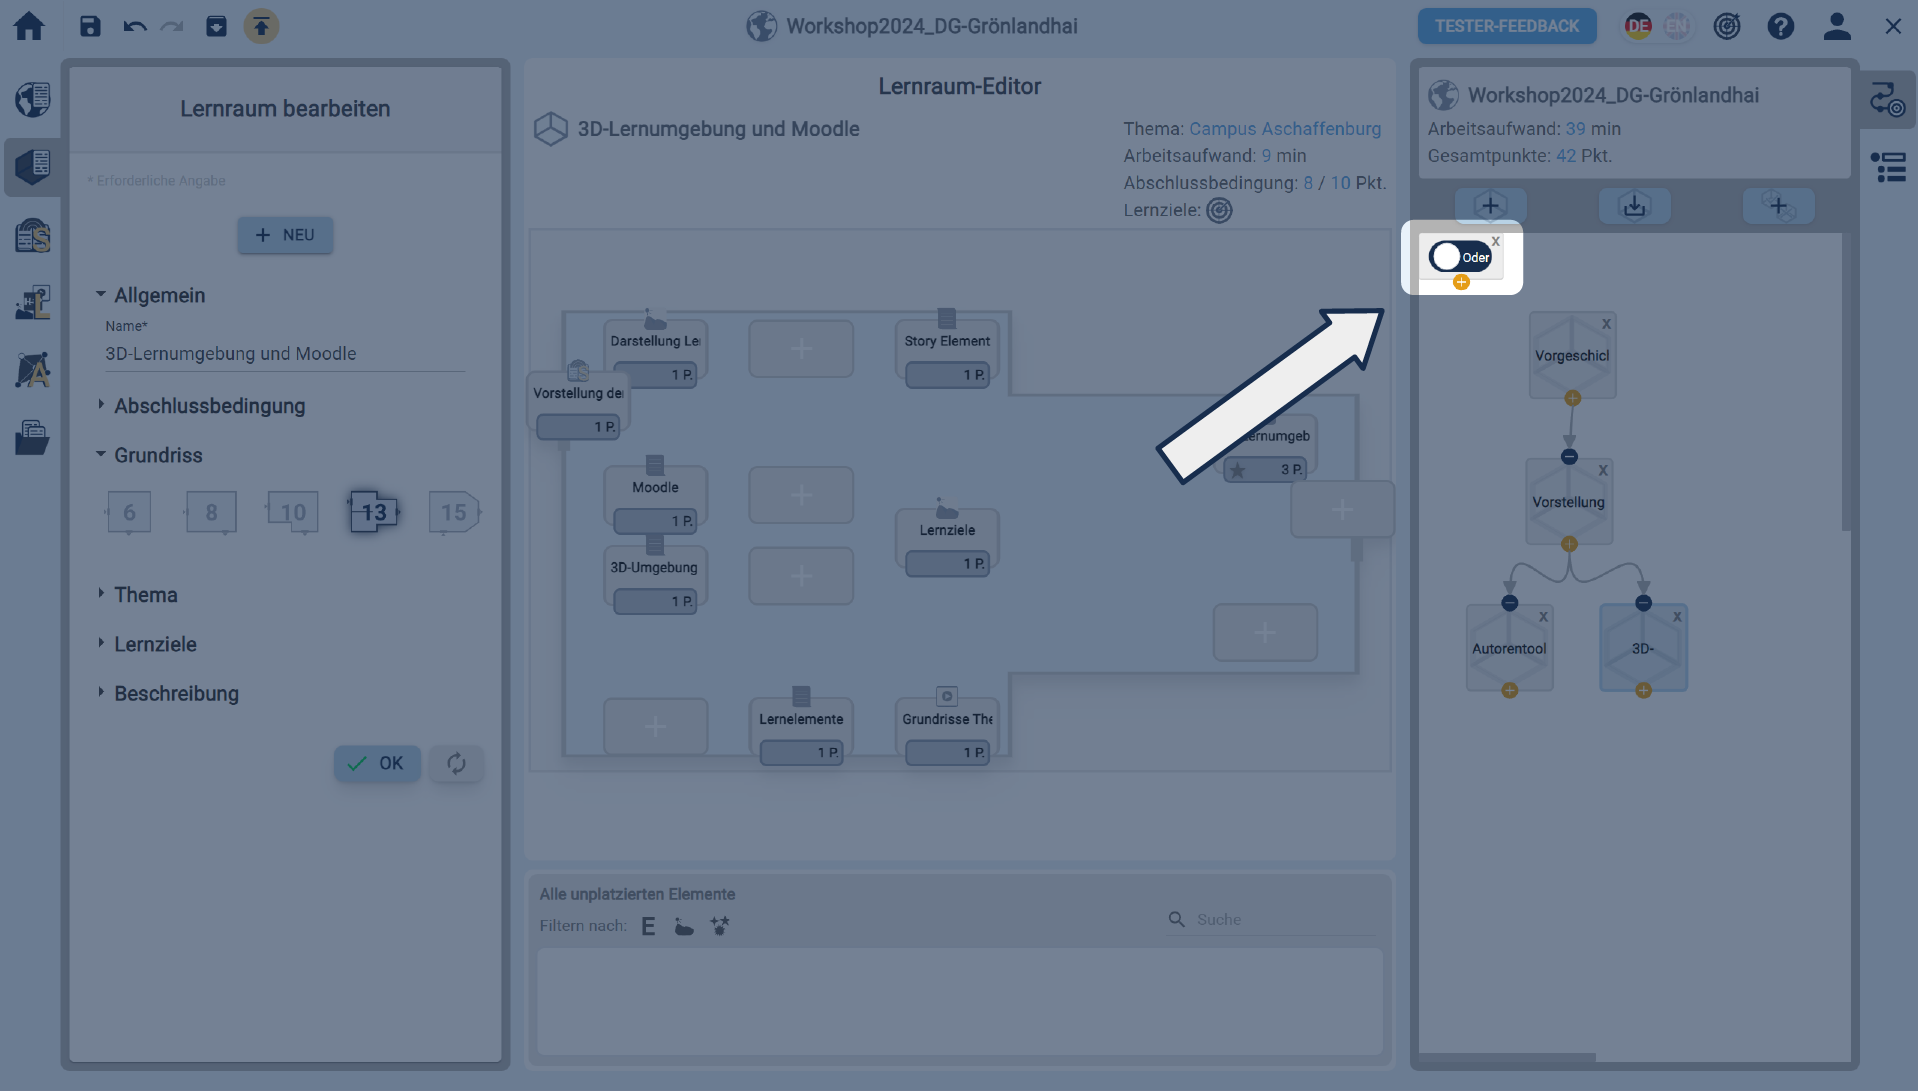 Workshop2024_DG-Grönlandhai
TESTER-FEEDBACK
DE
EN
Lernraum bearbeiten
* Erforderliche Angabe
+ NEU
Allgemein
Name*
3D-Lernumgebung und Moodle
Abschlussbedingung
Grundriss
6
8
10
13
15
Thema
Lernziele
Beschreibung
OK
Lernraum-Editor
3D-Lernumgebung und Moodle
Thema: Campus Aschaffenburg
Arbeitsaufwand: 9 min
Abschlussbedingung: 8 / 10 Pkt.
Lernziele:
Darstellung Ler
1 P.
Story Element
1 P.
Vorstellung der
1 P.
ernumgeb
3 P.
Moodle
1 P.
Lernziele
1 P.
3D-Umgebung
1 P.
Lernelemente
1 P.
Grundrisse The
1 P.
Alle unplatzierten Elemente
Filtern nach: E
Suche
Workshop2024_DG-Grönlandhai
Arbeitsaufwand: 39 min
Gesamtpunkte: 42 Pkt.
Oder
X
Vorgeschicl
X
Vorstellung
X
Autorentool
X
3D-
X